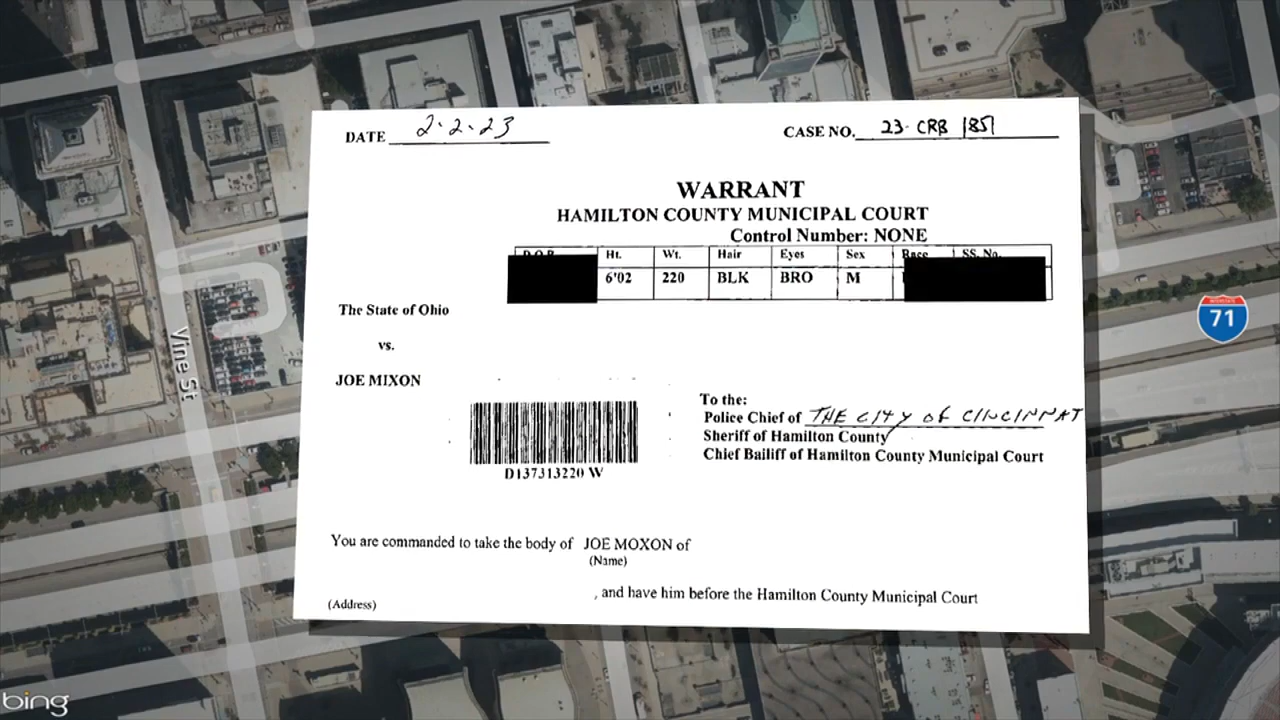 DATE 2·2·23
CASE NO. 23· CRB 1851
WARRANT
HAMILTON COUNTY MUNICIPAL COURT
Control Number: NONE
D.O.B. Ht. Wt. Hair Eyes Sex Race SS. No.
6'02 220 BLK BRO M
The State of Ohio
vs.
JOE MIXON
D137313220 W
To the:
Police Chief of THE CITY OF CINCINNAT
Sheriff of Hamilton County
Chief Bailiff of Hamilton County Municipal Court
You are commanded to take the body of JOE MOXON of
(Name)
, and have him before the Hamilton County Municipal Court
(Address)
Vine St
INTERSTATE
71
bing